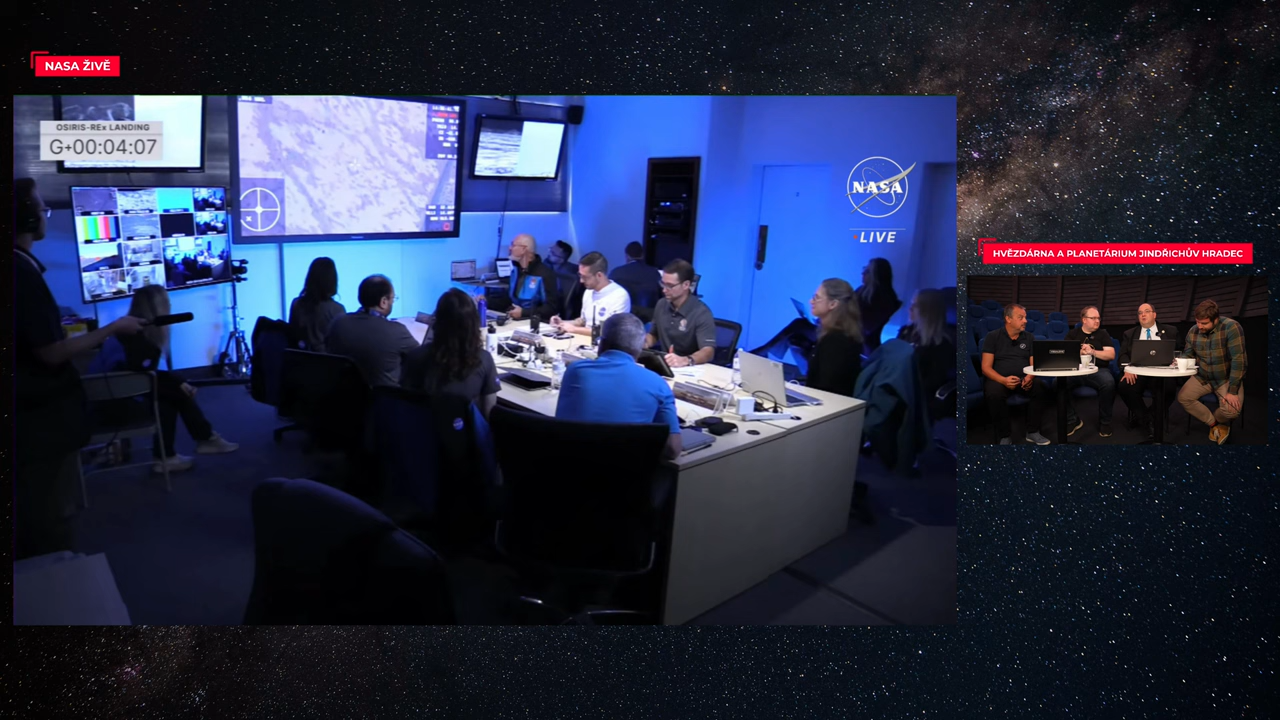 NASA ŽIVĚ
OSIRIS-REx LANDING
G+00:04:07
NASA
LIVE
HVĚZDÁRNA A PLANETÁRIUM JINDŘICHŮV HRADEC